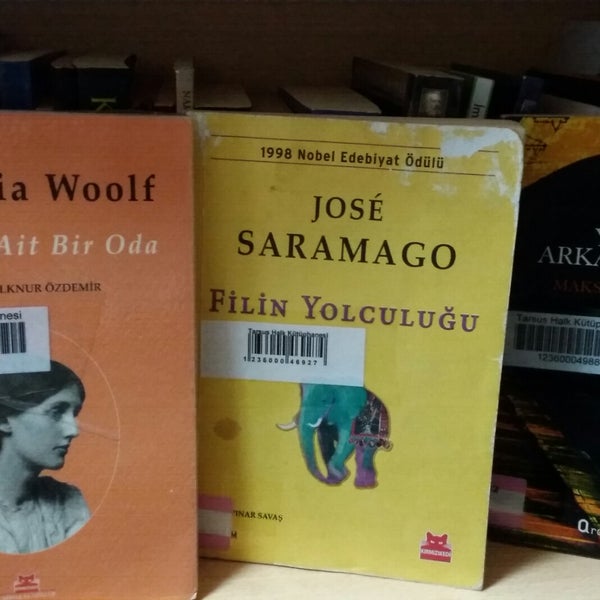 ia Woolf
Ait Bir Oda
LKNUR ÖZDEMİR
nesi
1998 Nobel Edebiyat Ödülü
JOSÉ
SARAMAGO
FİLİN YOLCULUĞU
Tarsus Halk Kütüphanesi
1236000046927
PINAR SAVAŞ
KIRMIZIKEDİ
ARKA
MAKS
Tarsus Halk Kütüp
1236000498